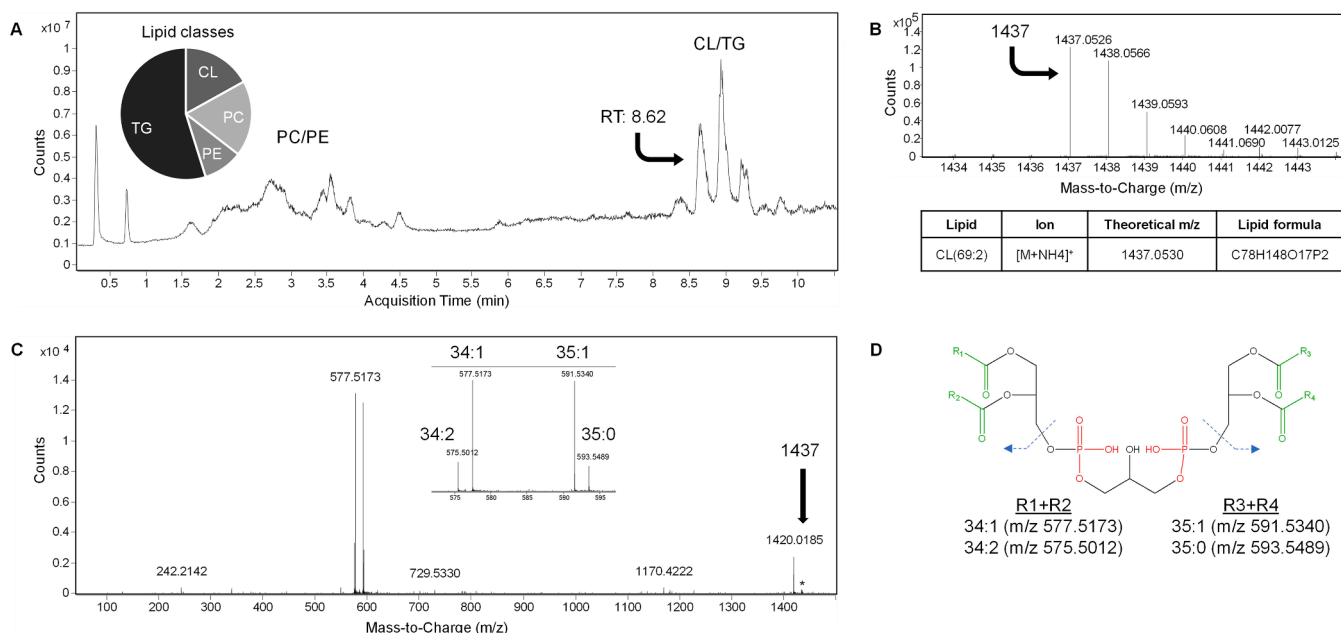 A
x10 7
Lipid classes
CL
PC
PE
TG
PC/PE
CL/TG
RT: 8.62
1
0.9
0.8
0.7
0.6
0.5
0.4
0.3
0.2
0.1
0
Counts
0.5 1 1.5 2 2.5 3 3.5 4 4.5 5 5.5 6 6.5 7 7.5 8 8.5 9 9.5 10
Acquisition Time (min)
B
x10 5
1437
1437.0526
1438.0566
1439.0593
1440.0608
1441.0690
1442.0077
1443.0125
1.4
1.2
1
0.8
0.6
0.4
0.2
0
Counts
1434 1435 1436 1437 1438 1439 1440 1441 1442 1443
Mass-to-Charge (m/z)
Lipid Ion Theoretical m/z Lipid formula
CL(69:2) [M+NH4]+ 1437.0530 C78H148O17P2
C
x10 4
34:1 35:1
577.5173 591.5340
34:2 35:0
575.5012 593.5489
575 580 585 590 595
577.5173
1437
1420.0185
*
242.2142
729.5330
1170.4222
1.4
1.2
1
0.8
0.6
0.4
0.2
0
Counts
100 200 300 400 500 600 700 800 900 1000 1100 1200 1300 1400
Mass-to-Charge (m/z)
D
R1 O O R3
O O
R2 O O R4
O O
O O
O P OH OH HO P O
O O
R1+R2 R3+R4
34:1 (m/z 577.5173) 35:1 (m/z 591.5340)
34:2 (m/z 575.5012) 35:0 (m/z 593.5489)